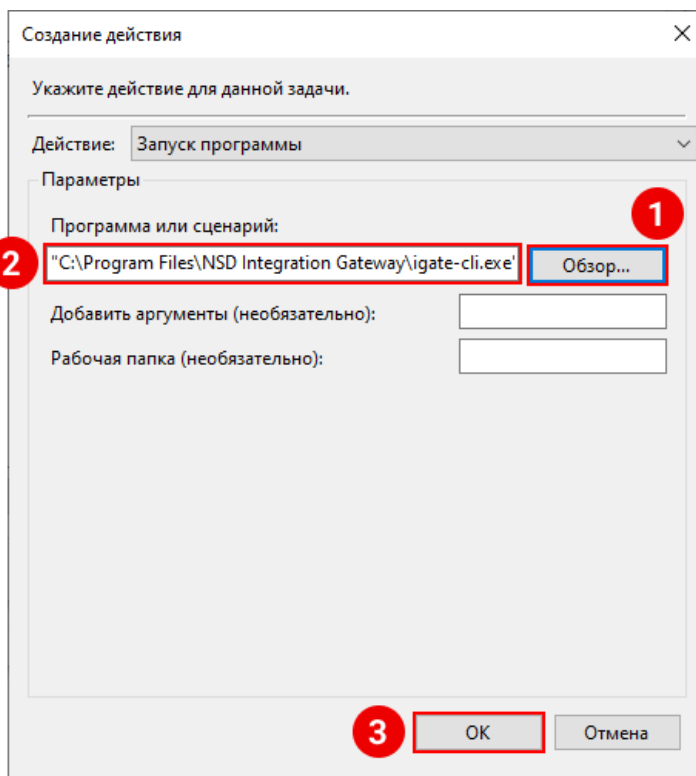 Создание действия
Укажите действие для данной задачи.
Действие: Запуск программы
Параметры
1
Программа или сценарий:
2 "C:\Program Files\NSD Integration Gateway\igate-cli.exe" Обзор...
Добавить аргументы (необязательно):
Рабочая папка (необязательно):
3 ОК Отмена